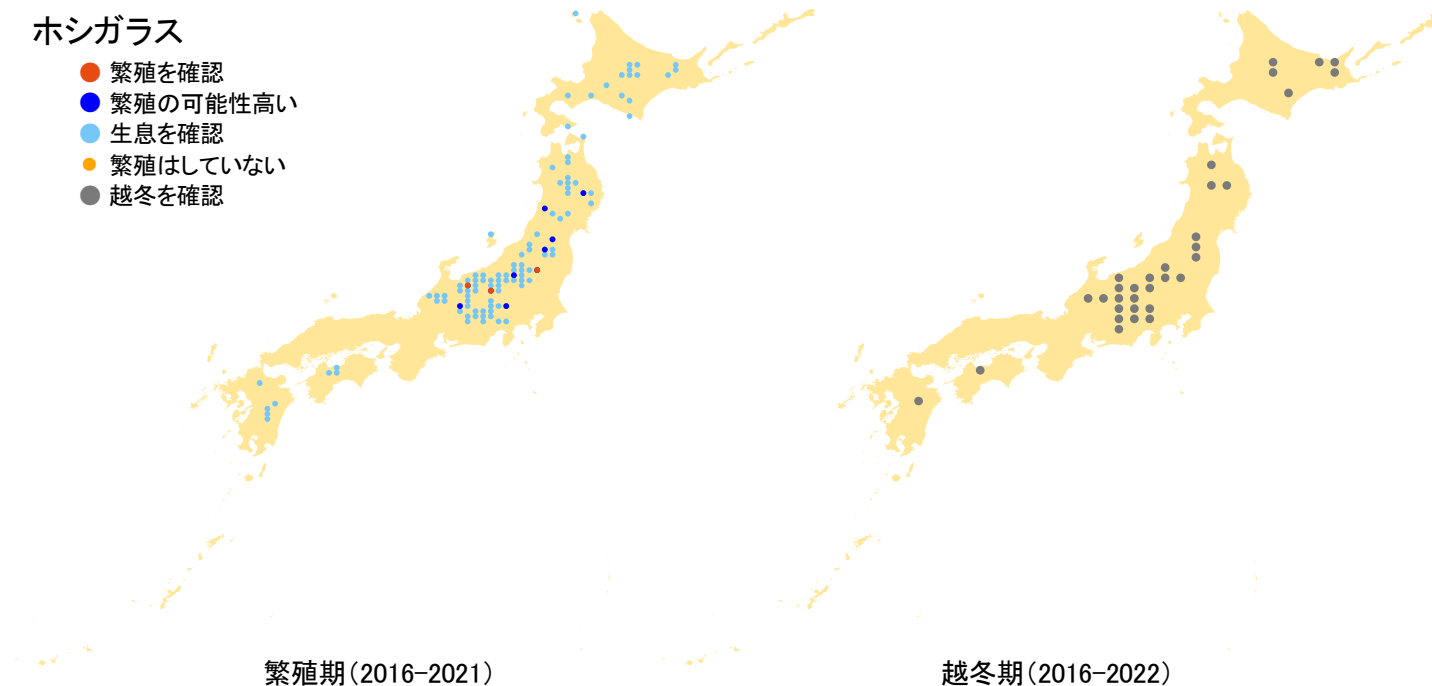 ホシガラス
繁殖を確認
繁殖の可能性高い
生息を確認
繁殖はしていない
越冬を確認
繁殖期(2016-2021)
越冬期(2016-2022)